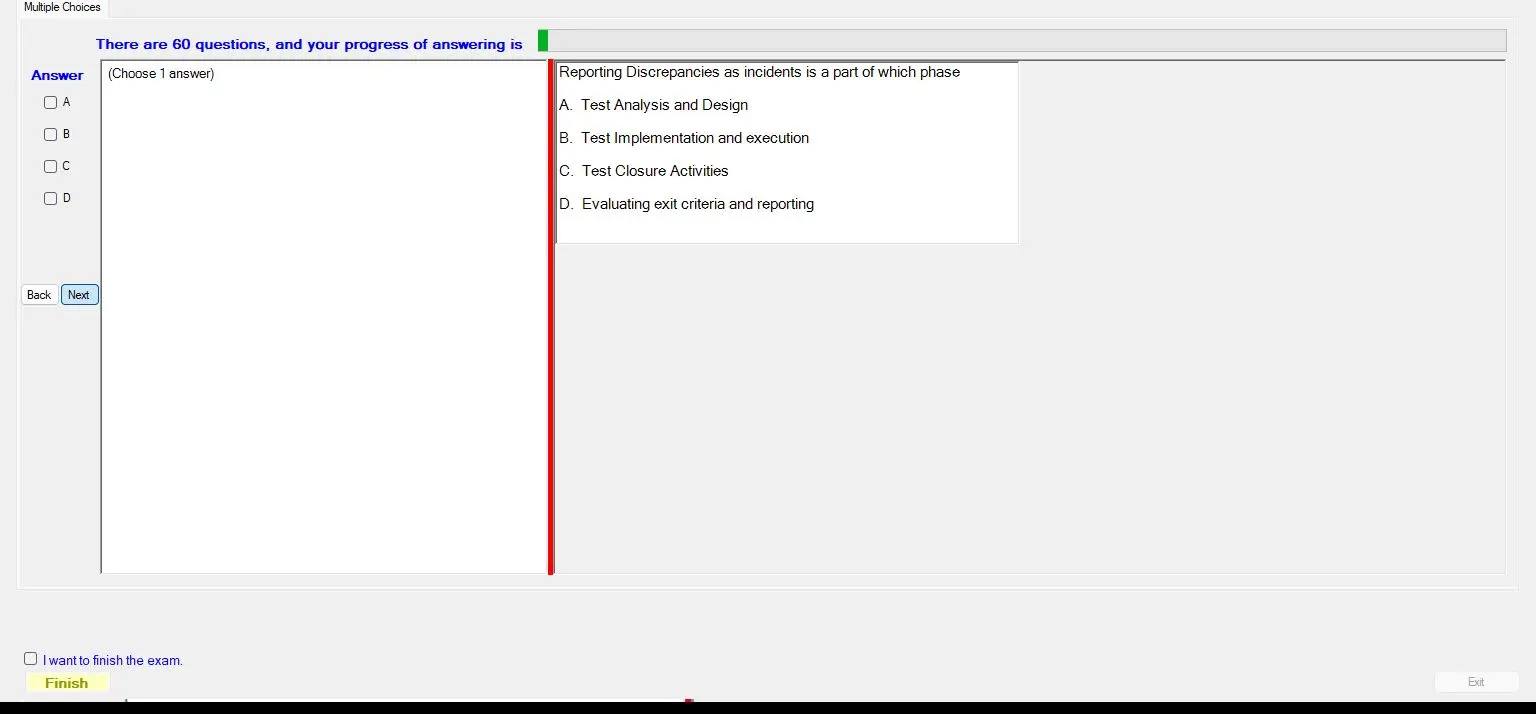 Multiple Choices
There are 60 questions, and your progress of answering is
Answer
(Choose 1 answer)
A
B
C
D
Back
Next
Reporting Discrepancies as incidents is a part of which phase
A. Test Analysis and Design
B. Test Implementation and execution
C. Test Closure Activities
D. Evaluating exit criteria and reporting
I want to finish the exam.
Finish
Exit